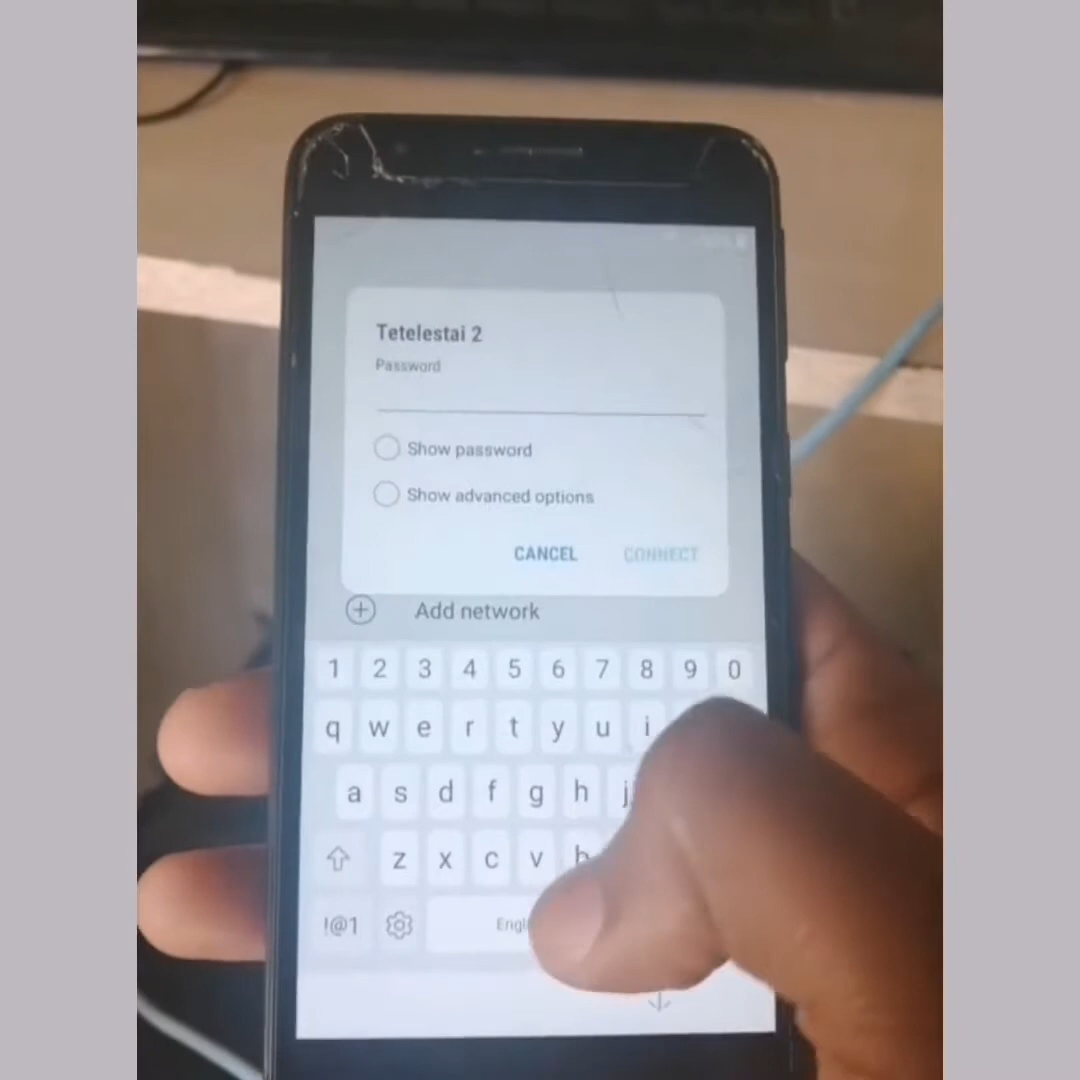 Tetelestai 2
Password
Show password
Show advanced options
CANCEL CONNECT
Add network
1 2 3 4 5 6 7 8 9 0
q w e r t y u i
a s d f g h j
z x c v b
!@1 Engl